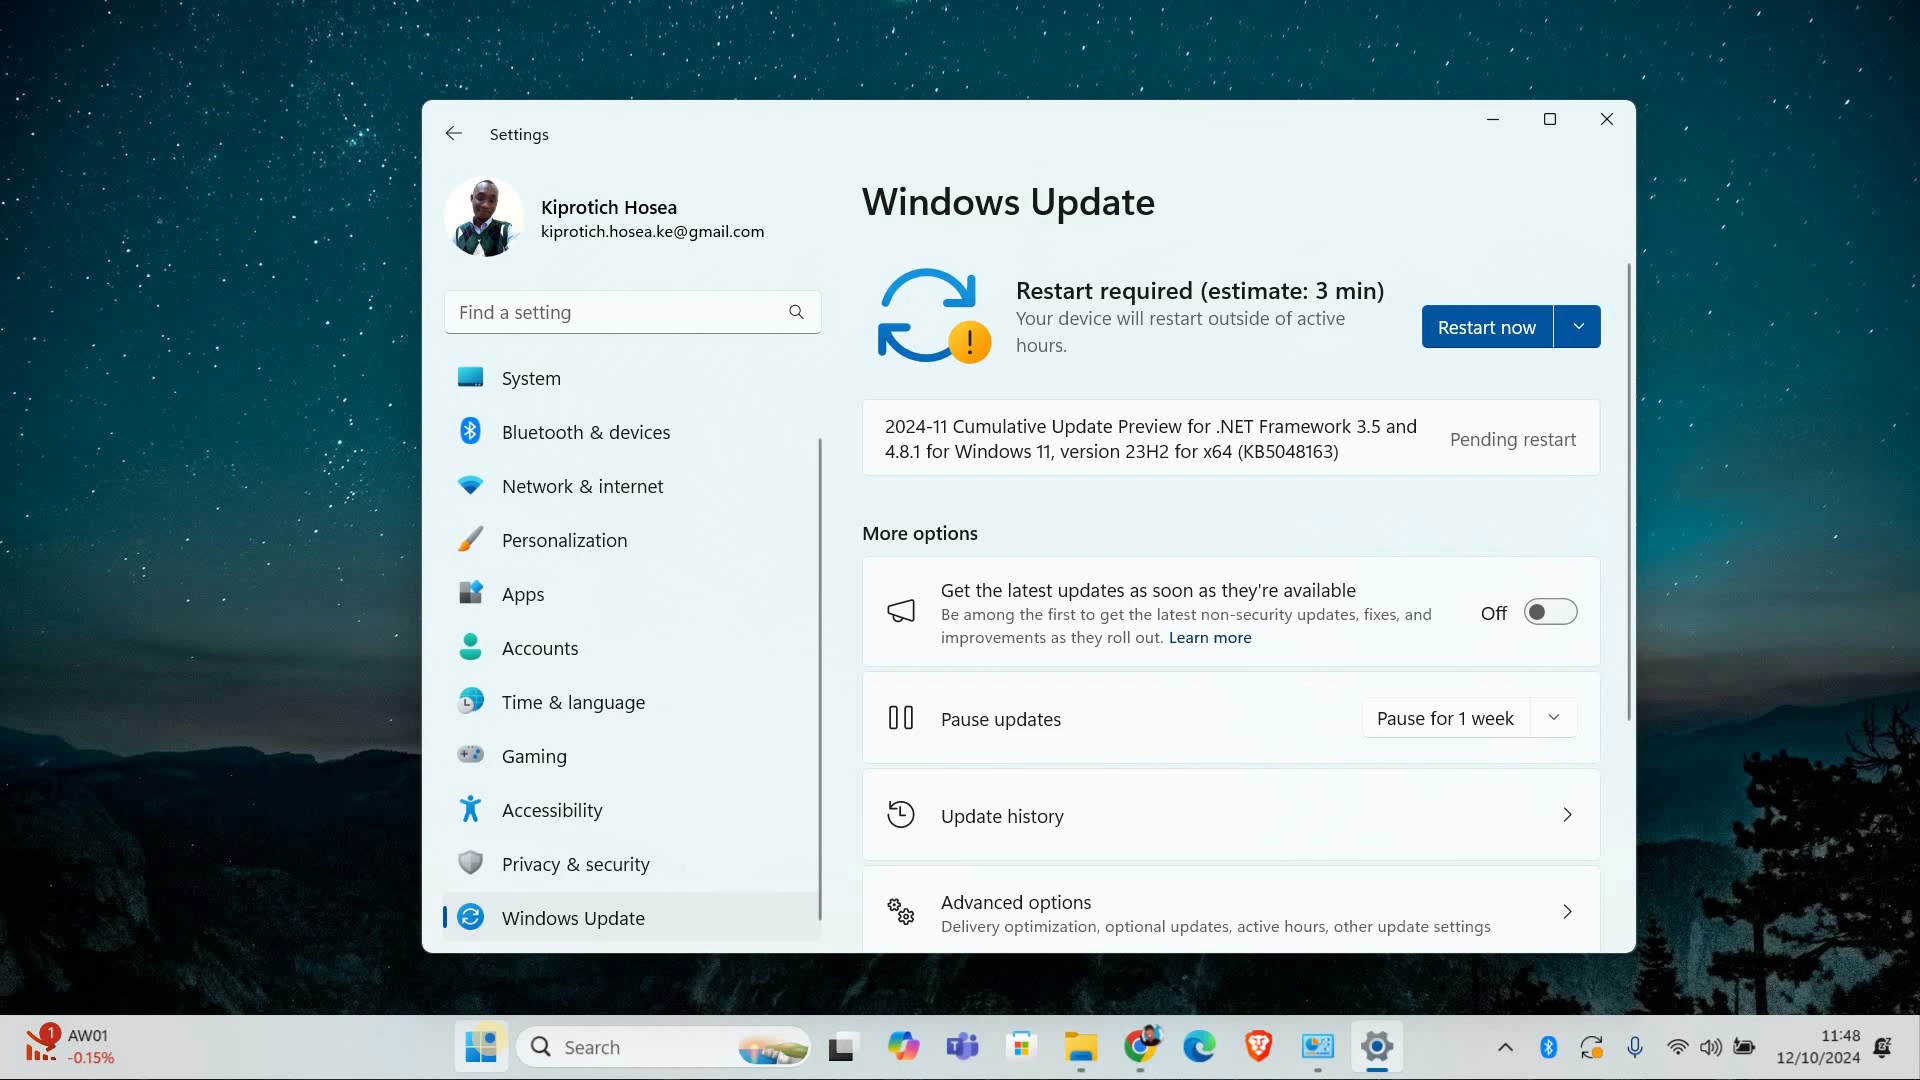 Settings
Kiprotich Hosea
kiprotich.hosea.ke@gmail.com
Find a setting
System
Bluetooth & devices
Network & internet
Personalization
Apps
Accounts
Time & language
Gaming
Accessibility
Privacy & security
Windows Update
Windows Update
Restart required (estimate: 3 min)
Your device will restart outside of active
hours.
Restart now
2024-11 Cumulative Update Preview for .NET Framework 3.5 and
4.8.1 for Windows 11, version 23H2 for x64 (KB5048163)
Pending restart
More options
Get the latest updates as soon as they're available
Be among the first to get the latest non-security updates, fixes, and
improvements as they roll out. Learn more
Off
Pause updates
Pause for 1 week
Update history
Advanced options
Delivery optimization, optional updates, active hours, other update settings
1
AW01
-0.15%
Search
11:48
12/10/2024